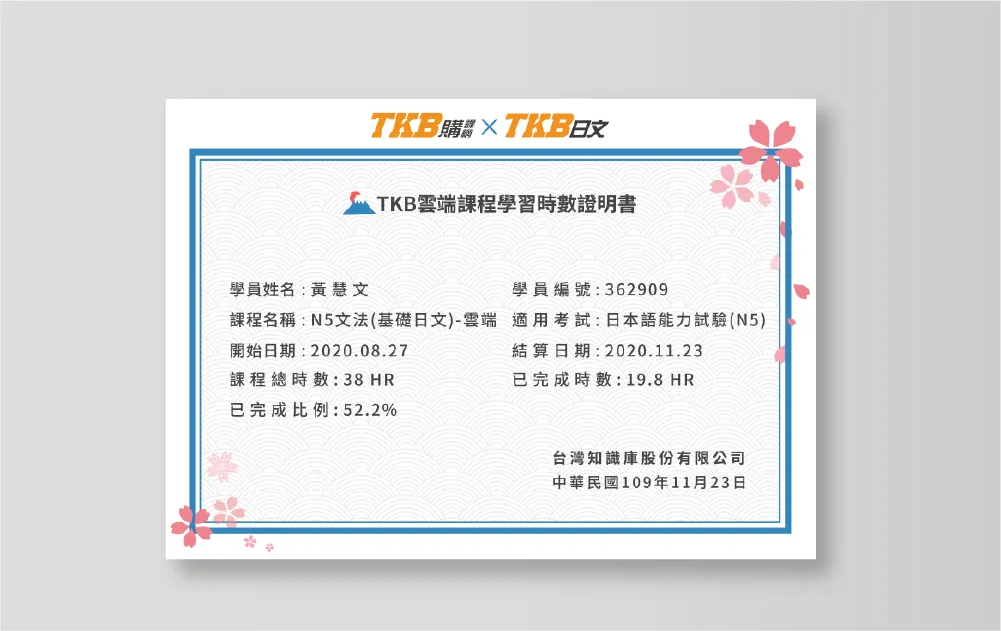 TKB購課網 × TKB日文
TKB雲端課程學習時數證明書
學員姓名:黃慧文 學員編號:362909
課程名稱:N5文法(基礎日文)-雲端 適用考試:日本語能力試驗(N5)
開始日期:2020.08.27 結算日期:2020.11.23
課程總時數:38 HR 已完成時數:19.8 HR
已完成比例:52.2%
台灣知識庫股份有限公司
中華民國109年11月23日